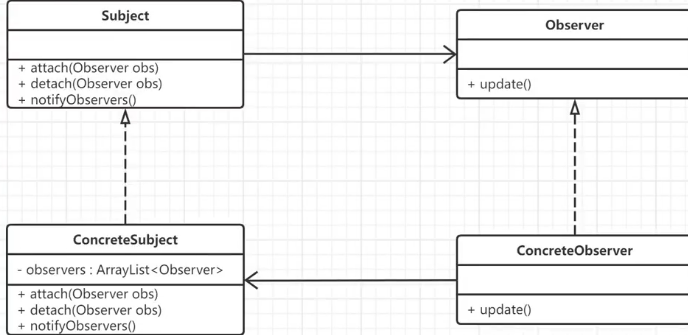 Subject
+ attach(Observer obs)
+ detach(Observer obs)
+ notifyObservers()
Observer
+ update()
ConcreteSubject
- observers : ArrayList<Observer>
+ attach(Observer obs)
+ detach(Observer obs)
+ notifyObservers()
ConcreteObserver
+ update()